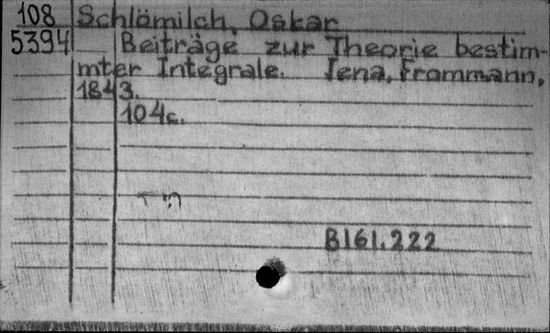 108 Schlömilch, Oskar
5394 Beiträge zur Theorie bestim-
mter Integrale. Jena, Frommann,
1843.
104c.
B161.222